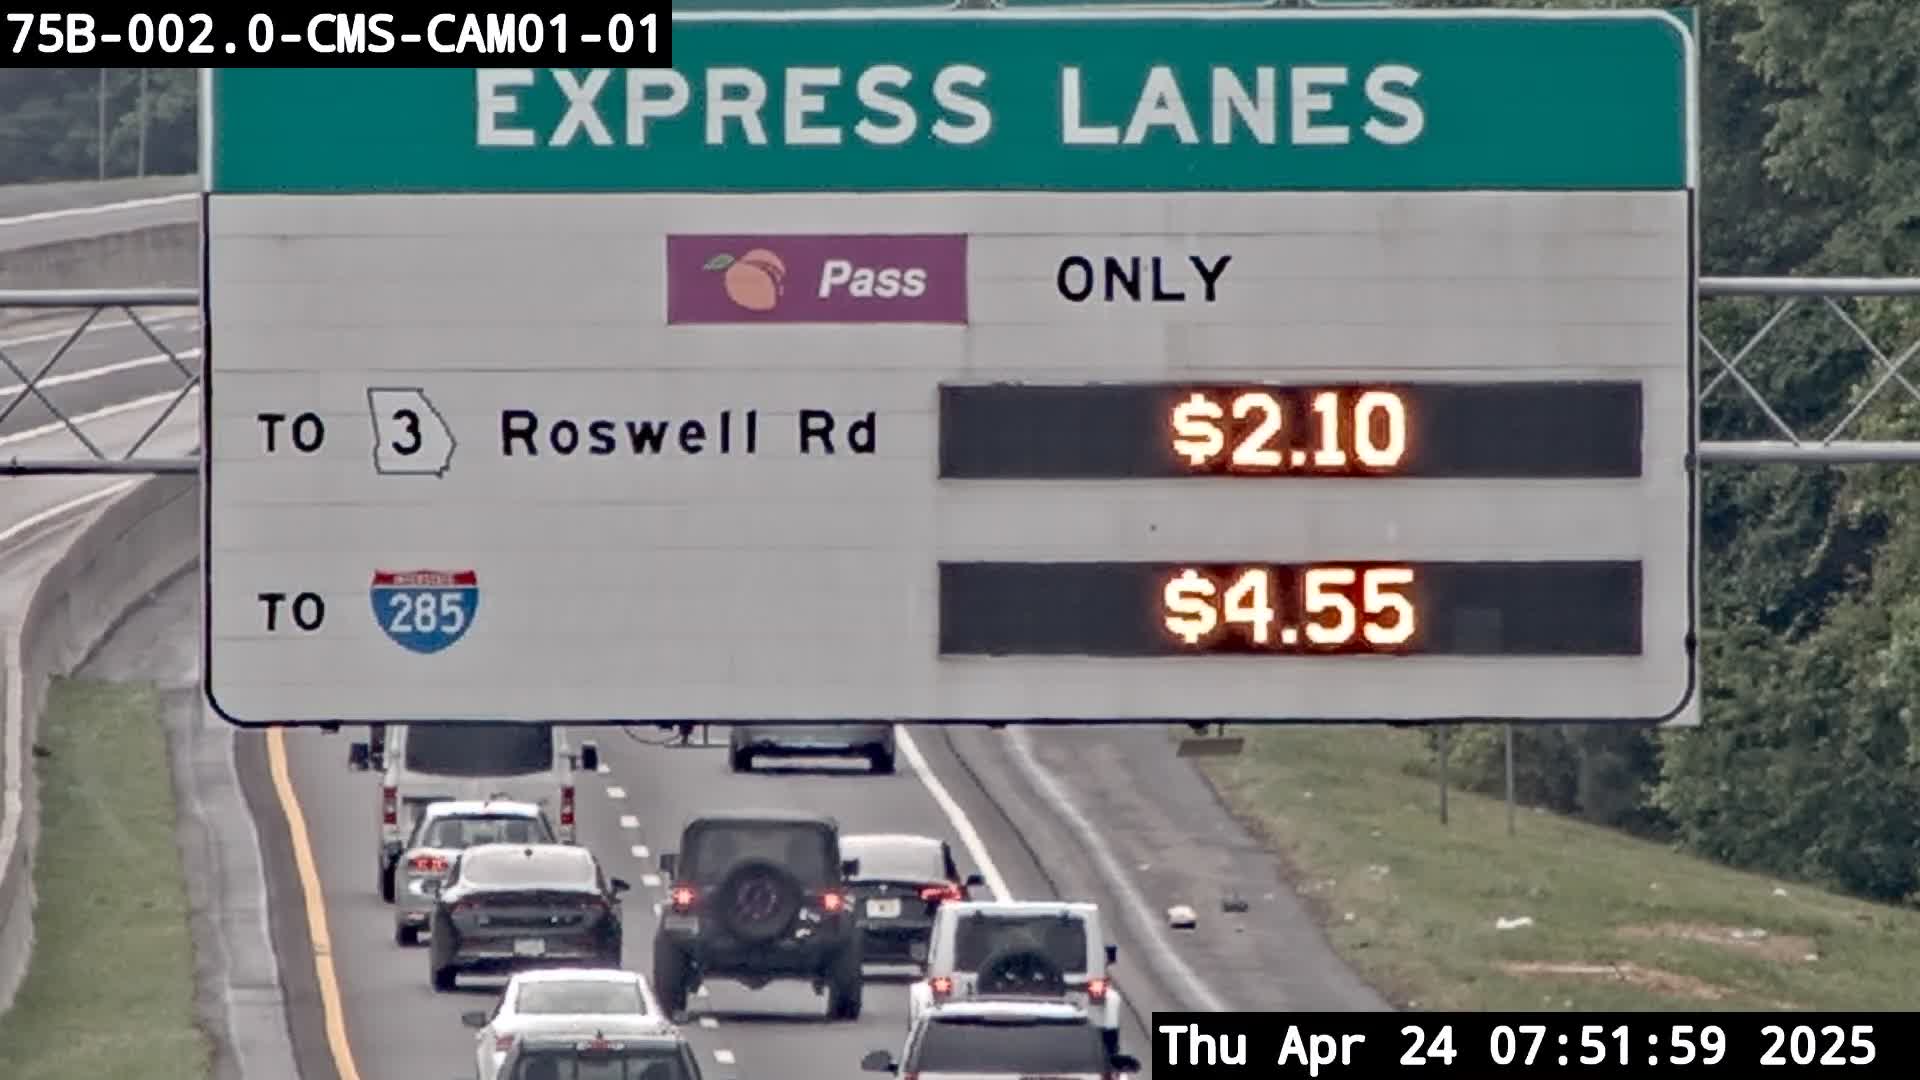 75B-002.0-CMS-CAM01-01
EXPRESS LANES
Pass ONLY
TO 3 Roswell Rd $2.10
TO INTERSTATE 285 $4.55
Thu Apr 24 07:51:59 2025